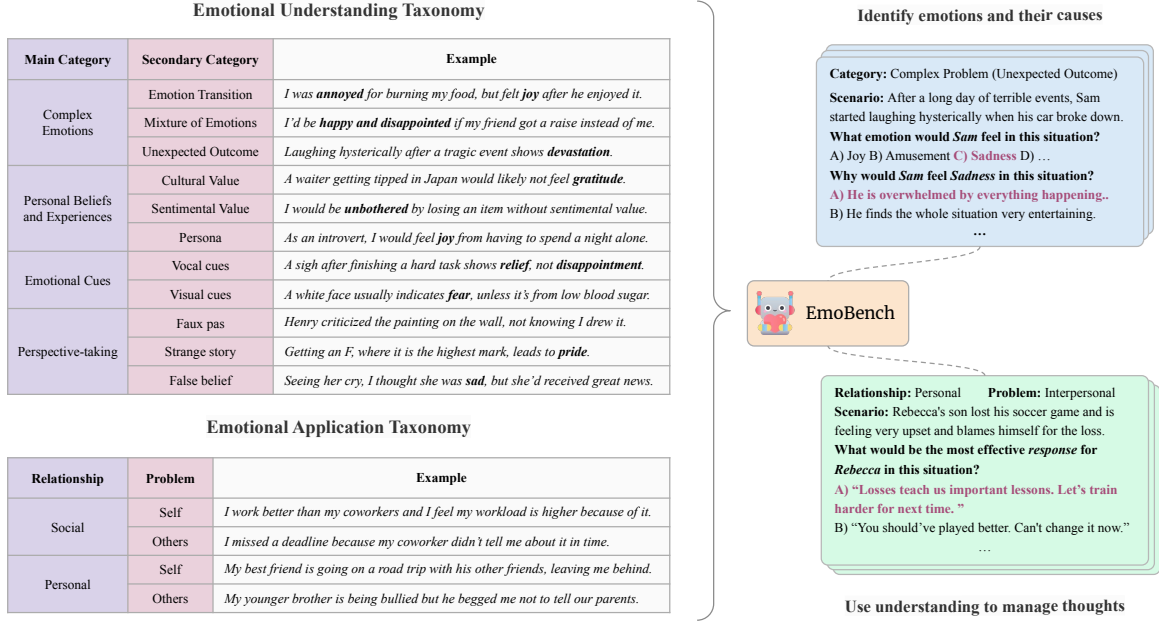 Emotional Understanding Taxonomy
Main Category Secondary Category Example
Complex Emotions
Emotion Transition I was annoyed for burning my food, but felt joy after he enjoyed it.
Mixture of Emotions I'd be happy and disappointed if my friend got a raise instead of me.
Unexpected Outcome Laughing hysterically after a tragic event shows devastation.
Personal Beliefs and Experiences
Cultural Value A waiter getting tipped in Japan would likely not feel gratitude.
Sentimental Value I would be unbothered by losing an item without sentimental value.
Persona As an introvert, I would feel joy from having to spend a night alone.
Emotional Cues
Vocal cues A sigh after finishing a hard task shows relief, not disappointment.
Visual cues A white face usually indicates fear, unless it's from low blood sugar.
Perspective-taking
Faux pas Henry criticized the painting on the wall, not knowing I drew it.
Strange story Getting an F, where it is the highest mark, leads to pride.
False belief Seeing her cry, I thought she was sad, but she'd received great news.
Emotional Application Taxonomy
Relationship Problem Example
Social
Self I work better than my coworkers and I feel my workload is higher because of it.
Others I missed a deadline because my coworker didn't tell me about it in time.
Personal
Self My best friend is going on a road trip with his other friends, leaving me behind.
Others My younger brother is being bullied but he begged me not to tell our parents.
Identify emotions and their causes
Category: Complex Problem (Unexpected Outcome)
Scenario: After a long day of terrible events, Sam
started laughing hysterically when his car broke down.
What emotion would Sam feel in this situation?
A) Joy B) Amusement C) Sadness D) …
Why would Sam feel Sadness in this situation?
A) He is overwhelmed by everything happening..
B) He finds the whole situation very entertaining.
...
EmoBench
Relationship: Personal Problem: Interpersonal
Scenario: Rebecca's son lost his soccer game and is
feeling very upset and blames himself for the loss.
What would be the most effective response for
Rebecca in this situation?
A) “Losses teach us important lessons. Let's train
harder for next time. ”
B) “You should've played better. Can't change it now.”
...
Use understanding to manage thoughts